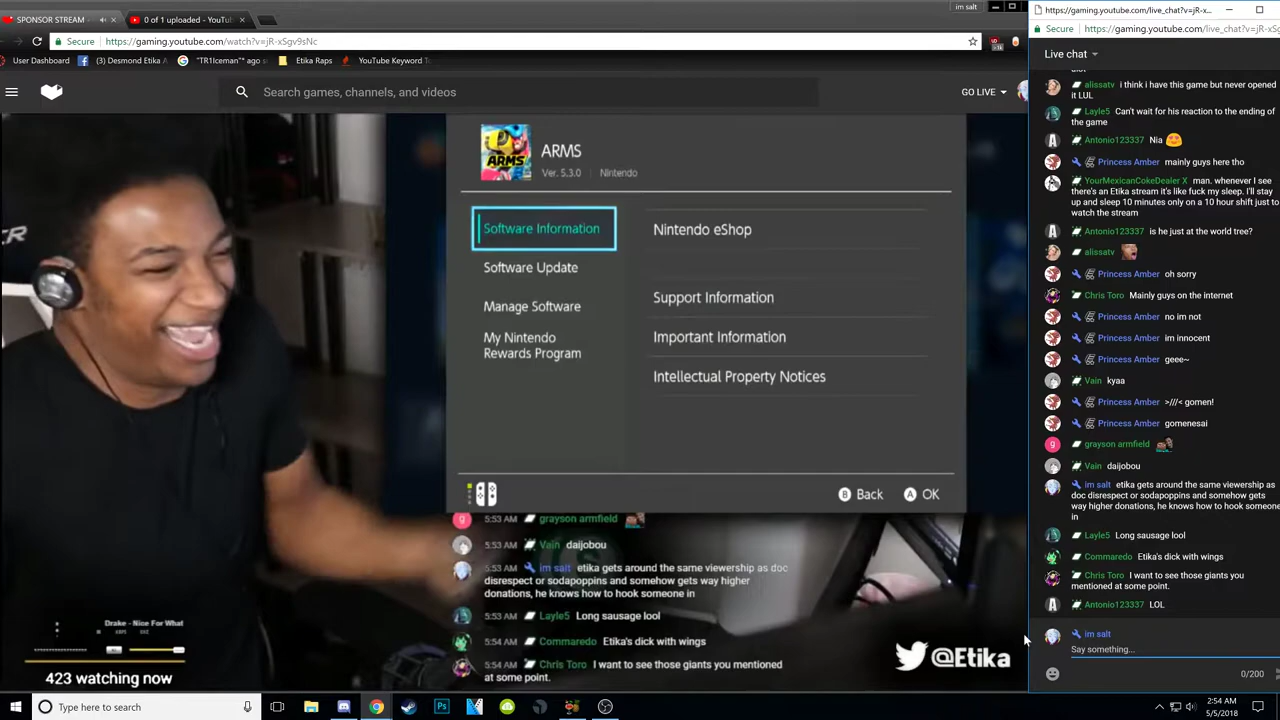 SPONSOR STREAM
0 of 1 uploaded - YouTu
im salt
Secure
https://gaming.youtube.com/watch?v=jR-xSgv9sNc
User Dashboard
(3) Desmond Etika A
"TR1Iceman"* ago s
Etika Raps
YouTube Keyword To
Search games, channels, and videos
GO LIVE
ARMS
Ver. 5.3.0 | Nintendo
Software Information
Software Update
Manage Software
My Nintendo
Rewards Program
Nintendo eShop
Support Information
Important Information
Intellectual Property Notices
B Back
A OK
5:53 AM grayson armfield
5:53 AM Vain daijobou
5:53 AM im salt etika gets around the same viewership as doc
disrespect or sodapoppins and somehow gets way higher
donations, he knows how to hook someone in
5:53 AM Layle5 Long sausage lool
5:54 AM Commaredo Etika's dick with wings
5:54 AM Chris Toro I want to see those giants you mentioned
at some point.
Drake - Nice For What
423 watching now
@Etika
https://gaming.youtube.com/live_chat?v=jR-x...
Secure
https://gaming.youtube.com/live_chat?v=jR-xSg
Live chat
alissatv i think i have this game but never opened
it LUL
Layle5 Can't wait for his reaction to the ending of
the game
A Antonio123337 Nia
Princess Amber mainly guys here tho
YourMexicanCokeDealer X man. whenever I see
there's an Etika stream it's like fuck my sleep. I'll stay
up and sleep 10 minutes only on a 10 hour shift just to
watch the stream
A Antonio123337 is he just at the world tree?
alissatv
Princess Amber oh sorry
Chris Toro Mainly guys on the internet
Princess Amber no im not
Princess Amber im innocent
Princess Amber geee~
Vain kyaa
Princess Amber >///< gomen!
Princess Amber gomenesai
g grayson armfield
Vain daijobou
im salt etika gets around the same viewership as
doc disrespect or sodapoppins and somehow gets
way higher donations, he knows how to hook someone
in
Layle5 Long sausage lool
Commaredo Etika's dick with wings
Chris Toro I want to see those giants you
mentioned at some point.
A Antonio123337 LOL
im salt
Say something...
0/200
Type here to search
2:54 AM
5/5/2018